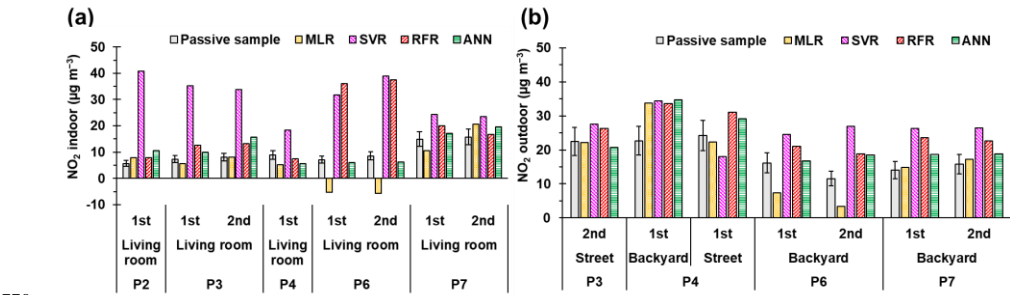 (a)
50
40
30
20
10
0
-10
NO₂ indoor (µg m⁻³)
Passive sample MLR SVR RFR ANN
1st 1st 2nd 1st 1st 2nd 1st 2nd
Living room Living room Living room Living room Living room
P2 P3 P4 P6 P7
(b)
50
40
30
20
10
0
NO₂ outdoor (µg m⁻³)
Passive sample MLR SVR RFR ANN
2nd 1st 1st 1st 2nd 1st 2nd
Street Backyard Street Backyard Backyard
P3 P4 P6 P7